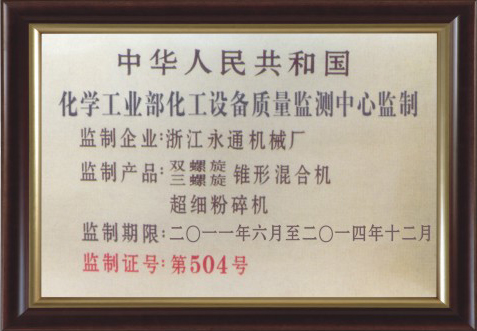 中华人民共和国
化学工业部化工设备质量监测中心监制
监制企业:浙江永通机械厂
监制产品:双螺旋三螺旋锥形混合机
超细粉碎机
监制期限:二〇一一年六月至二〇一四年十二月
监制证号:第504号